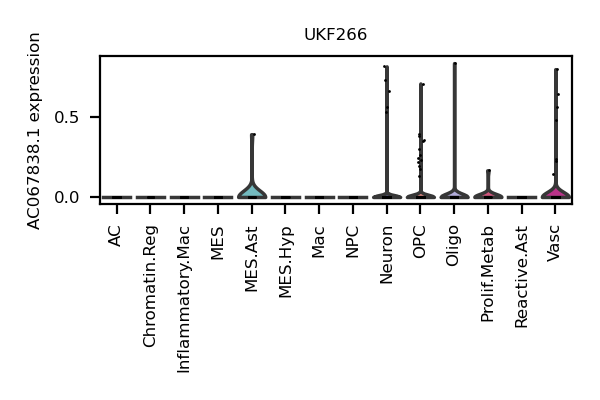 UKF266
AC067838.1 expression
0.5
0.0
AC
Chromatin.Reg
Inflammatory.Mac
MES
MES.Ast
MES.Hyp
Mac
NPC
Neuron
OPC
Oligo
Prolif.Metab
Reactive.Ast
Vasc